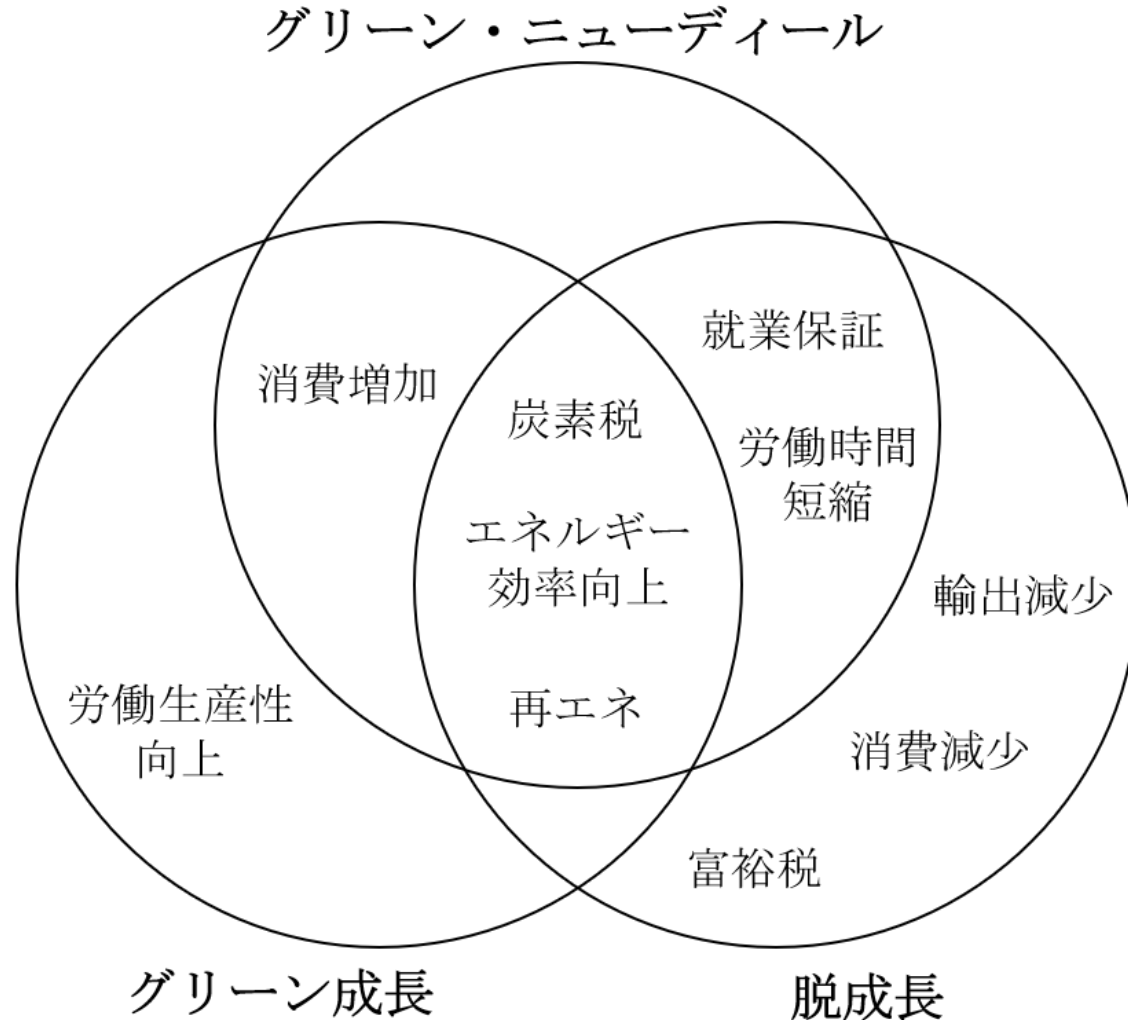 グリーン・ニューディール
就業保証
消費増加
炭素税
労働時間
短縮
エネルギー
効率向上
輸出減少
労働生産性
向上
再エネ
消費減少
富裕税
グリーン成長
脱成長